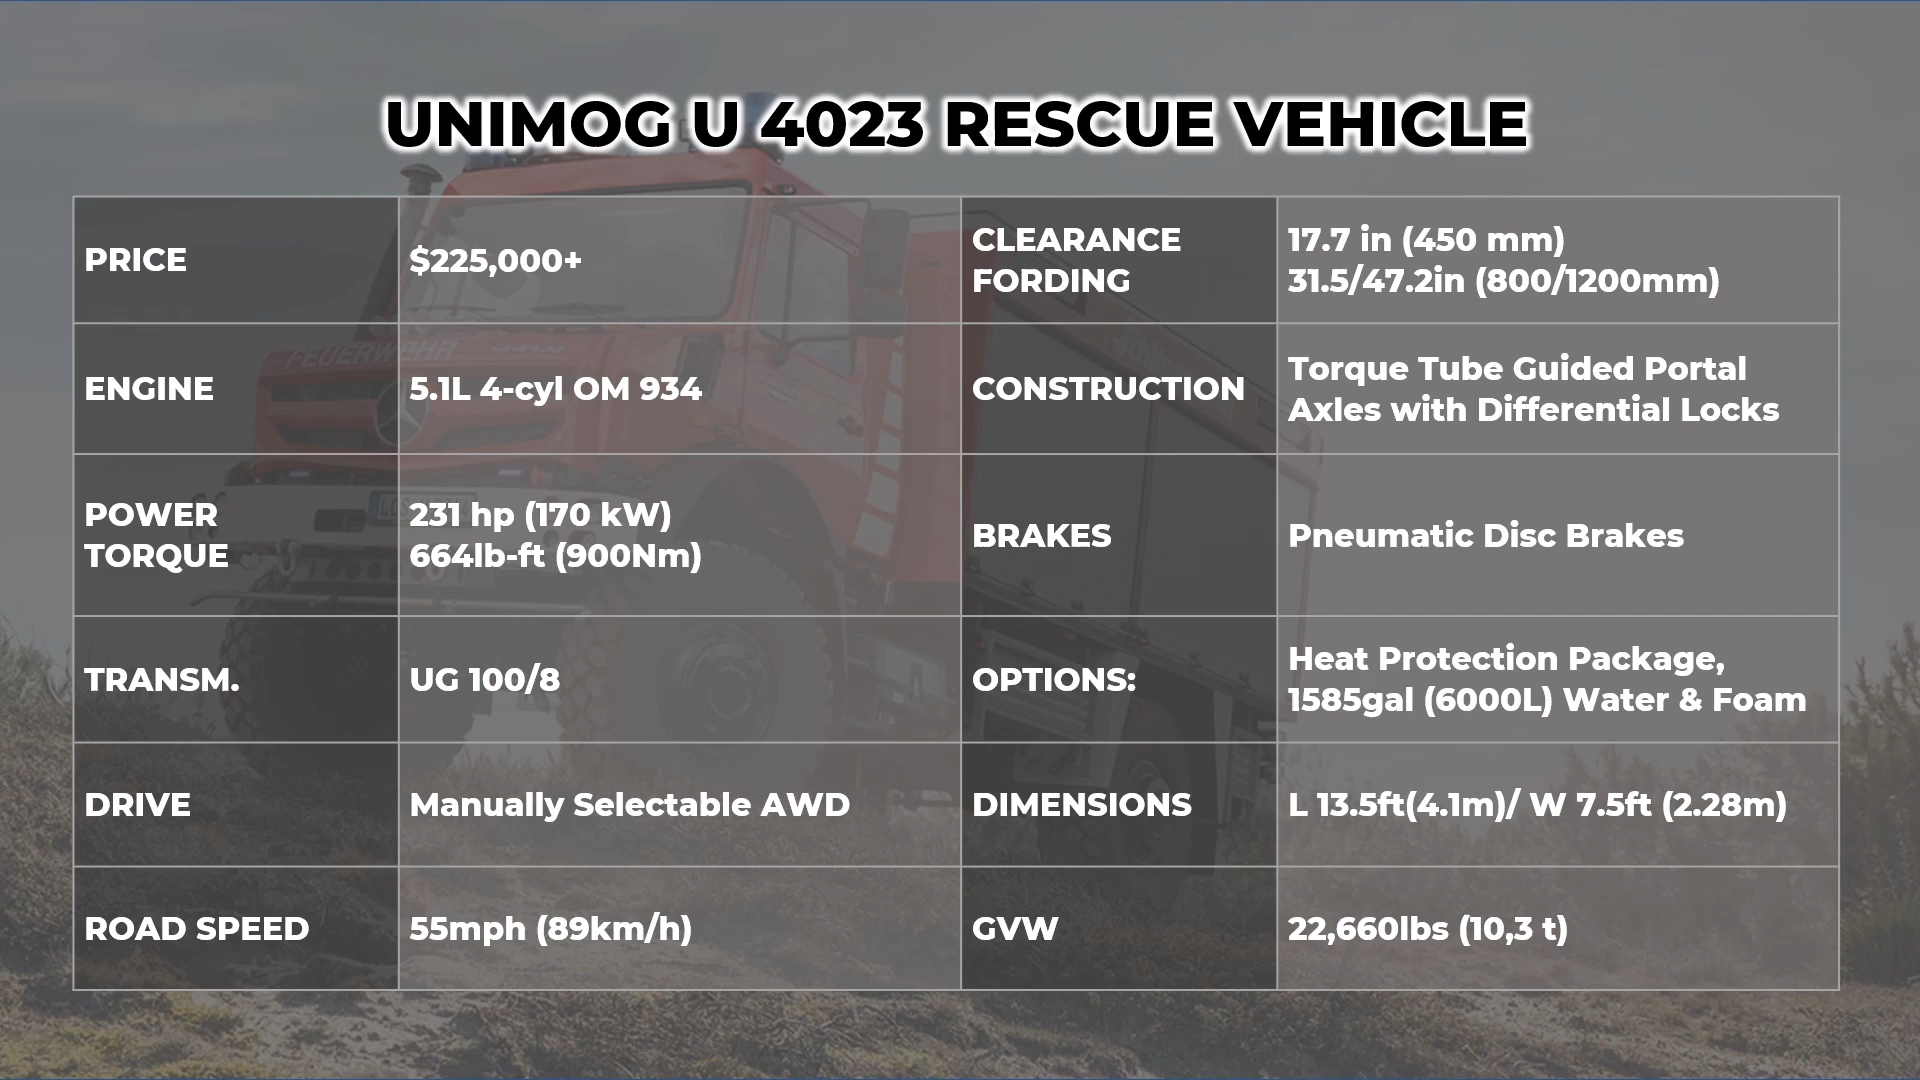 UNIMOG U 4023 RESCUE VEHICLE
PRICE
$225,000+
CLEARANCE
FORDING
17.7 in (450 mm)
31.5/47.2in (800/1200mm)
ENGINE
5.1L 4-cyl OM 934
CONSTRUCTION
Torque Tube Guided Portal
Axles with Differential Locks
POWER
TORQUE
231 hp (170 kW)
664lb-ft (900Nm)
BRAKES
Pneumatic Disc Brakes
TRANSM.
UG 100/8
OPTIONS:
Heat Protection Package,
1585gal (6000L) Water & Foam
DRIVE
Manually Selectable AWD
DIMENSIONS
L 13.5ft(4.1m)/ W 7.5ft (2.28m)
ROAD SPEED
55mph (89km/h)
GVW
22,660lbs (10,3 t)
FEUERWEHR